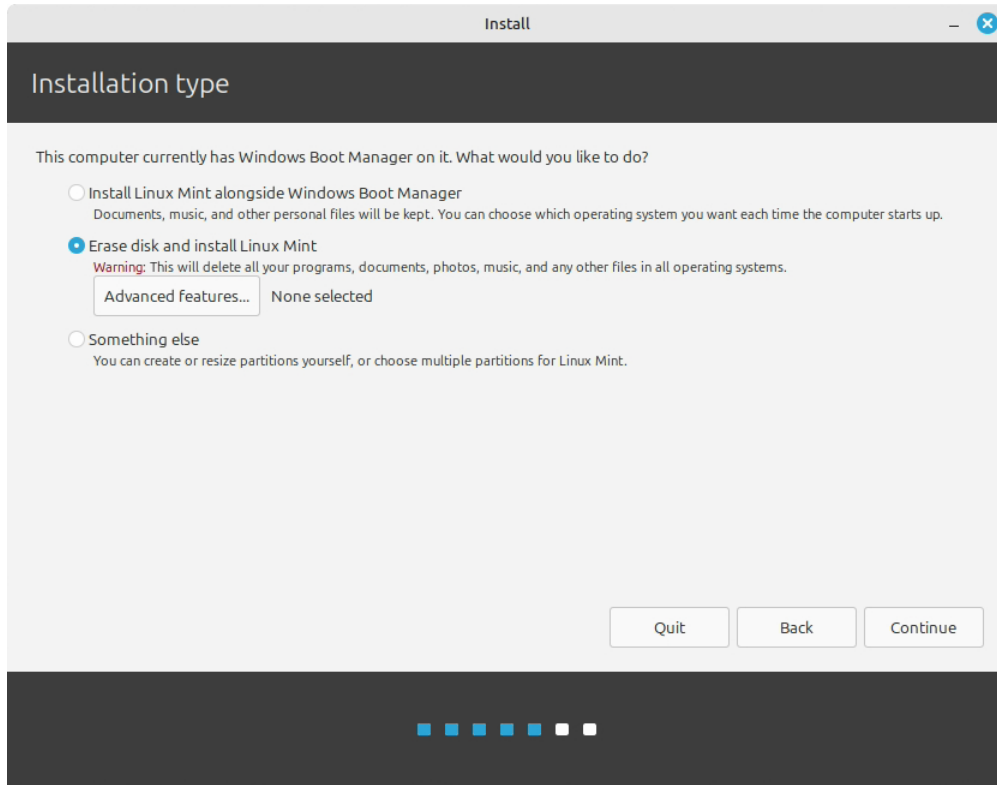 Install
Installation type
This computer currently has Windows Boot Manager on it. What would you like to do?
Install Linux Mint alongside Windows Boot Manager
Documents, music, and other personal files will be kept. You can choose which operating system you want each time the computer starts up.
Erase disk and install Linux Mint
Warning: This will delete all your programs, documents, photos, music, and any other files in all operating systems.
Advanced features... None selected
Something else
You can create or resize partitions yourself, or choose multiple partitions for Linux Mint.
Quit Back Continue